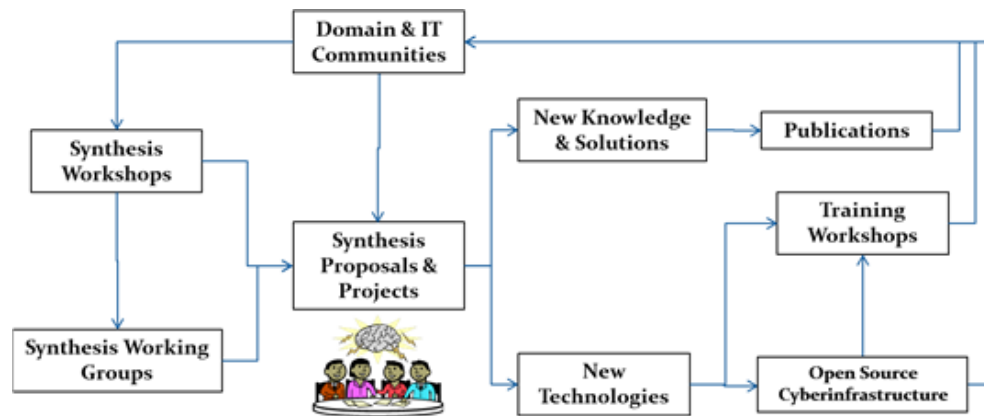 Domain & IT
Communities
Synthesis
Workshops
New Knowledge
& Solutions
Publications
Synthesis
Proposals &
Projects
Training
Workshops
Synthesis Working
Groups
New
Technologies
Open Source
Cyberinfrastructure